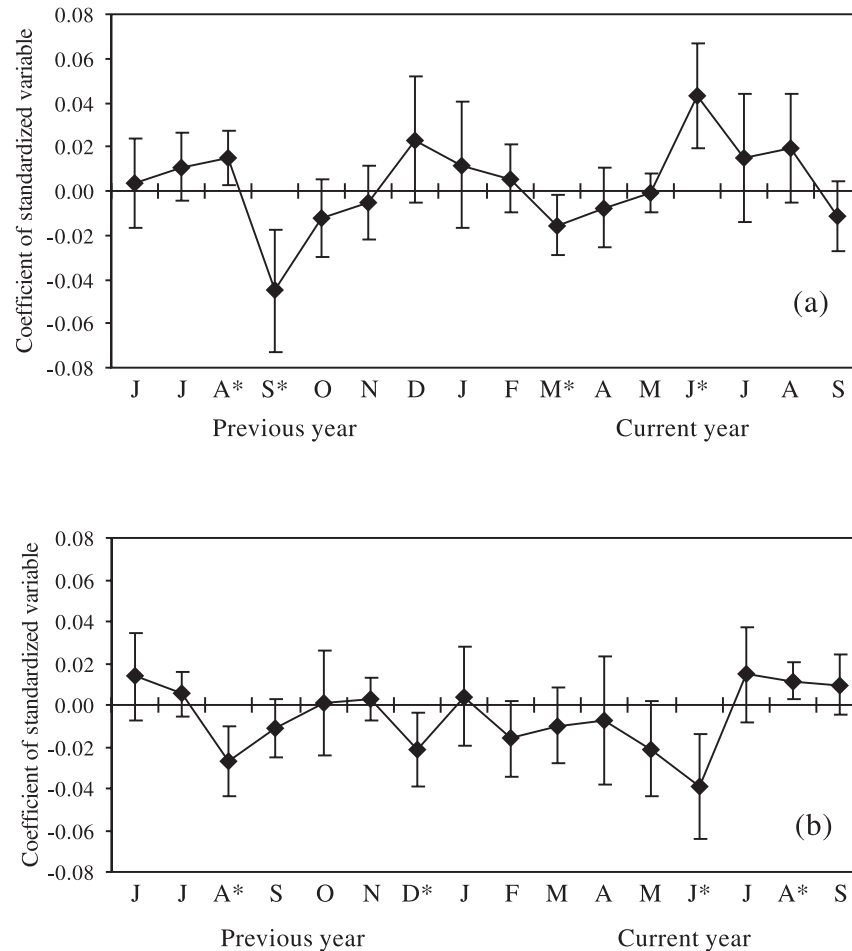 0.08
0.06
0.04
0.02
0.00
-0.02
-0.04
-0.06
-0.08
Coefficient of standardized variable
(a)
J J A* S* O N D J F M* A M J* J A S
Previous year Current year
0.08
0.06
0.04
0.02
0.00
-0.02
-0.04
-0.06
-0.08
Coefficient of standardized variable
(b)
J J A* S O N D* J F M A M J* J A* S
Previous year Current year